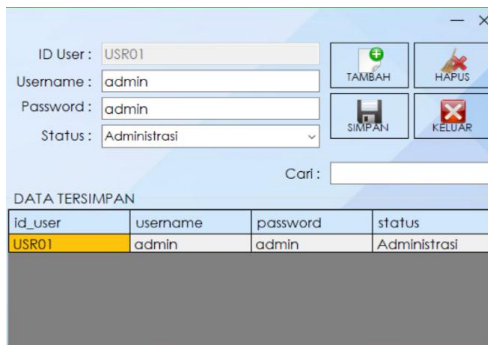 ID User : USR01
Username : admin
Password : admin
Status : Administrasi
TAMBAH HAPUS
SIMPAN KELUAR
Cari :
DATA TERSIMPAN
id_user username password status
USR01 admin admin Administrasi